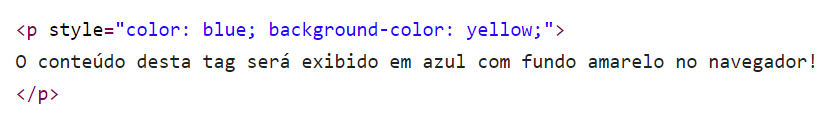 <p style="color: blue; background-color: yellow;">
O conteúdo desta tag será exibido em azul com fundo amarelo no navegador!
</p>